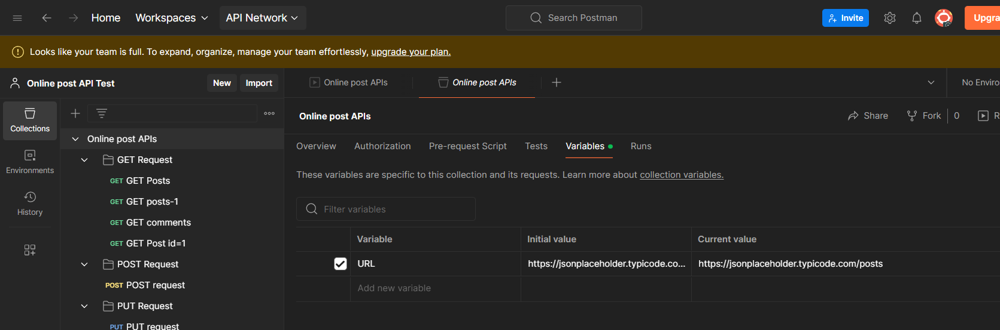 Home Workspaces API Network Search Postman Invite Upgra
Looks like your team is full. To expand, organize, manage your team effortlessly, upgrade your plan.
Online post API Test New Import Online post APIs Online post APIs No Enviro
Collections
Environments
History
Online post APIs
GET Request
GET GET Posts
GET GET posts-1
GET GET comments
GET GET Post id=1
POST Request
POST POST request
PUT Request
PUT PUT request
Online post APIs Share Fork 0 R
Overview Authorization Pre-request Script Tests Variables Runs
These variables are specific to this collection and its requests. Learn more about collection variables.
Filter variables
Variable Initial value Current value
URL https://jsonplaceholder.typicode.co... https://jsonplaceholder.typicode.com/posts
Add new variable